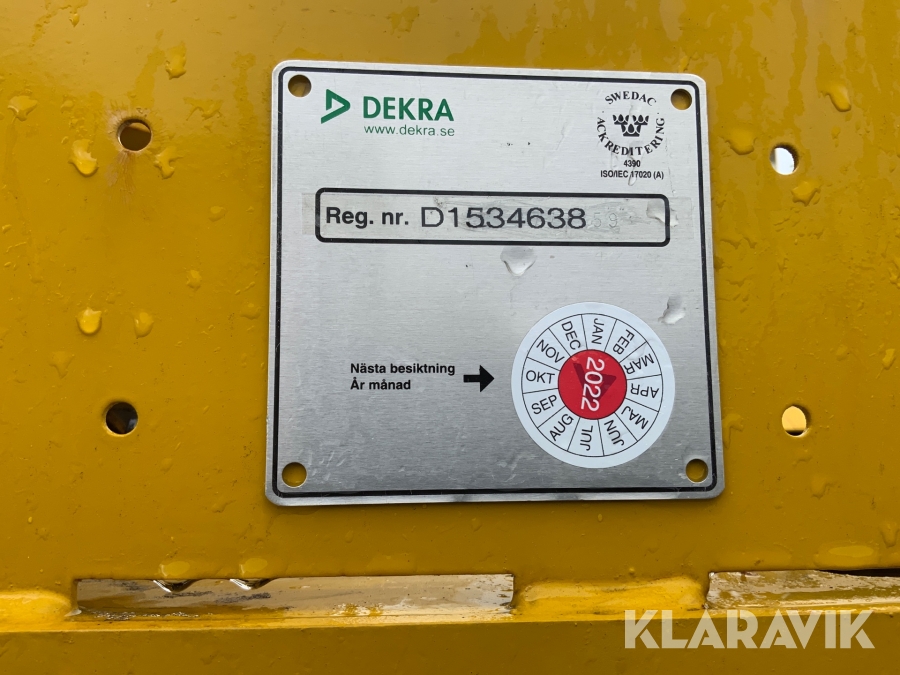 DEKRA
www.dekra.se
SWEDAC
ACKREDITERING
4390
ISO/IEC 17020 (A)
Reg. nr. D1534638
59
Nästa besiktning
År månad
JAN
FEB
MAR
APR
MAJ
JUN
JUL
AUG
SEP
OKT
NOV
DEC
2022
KLARAVIK